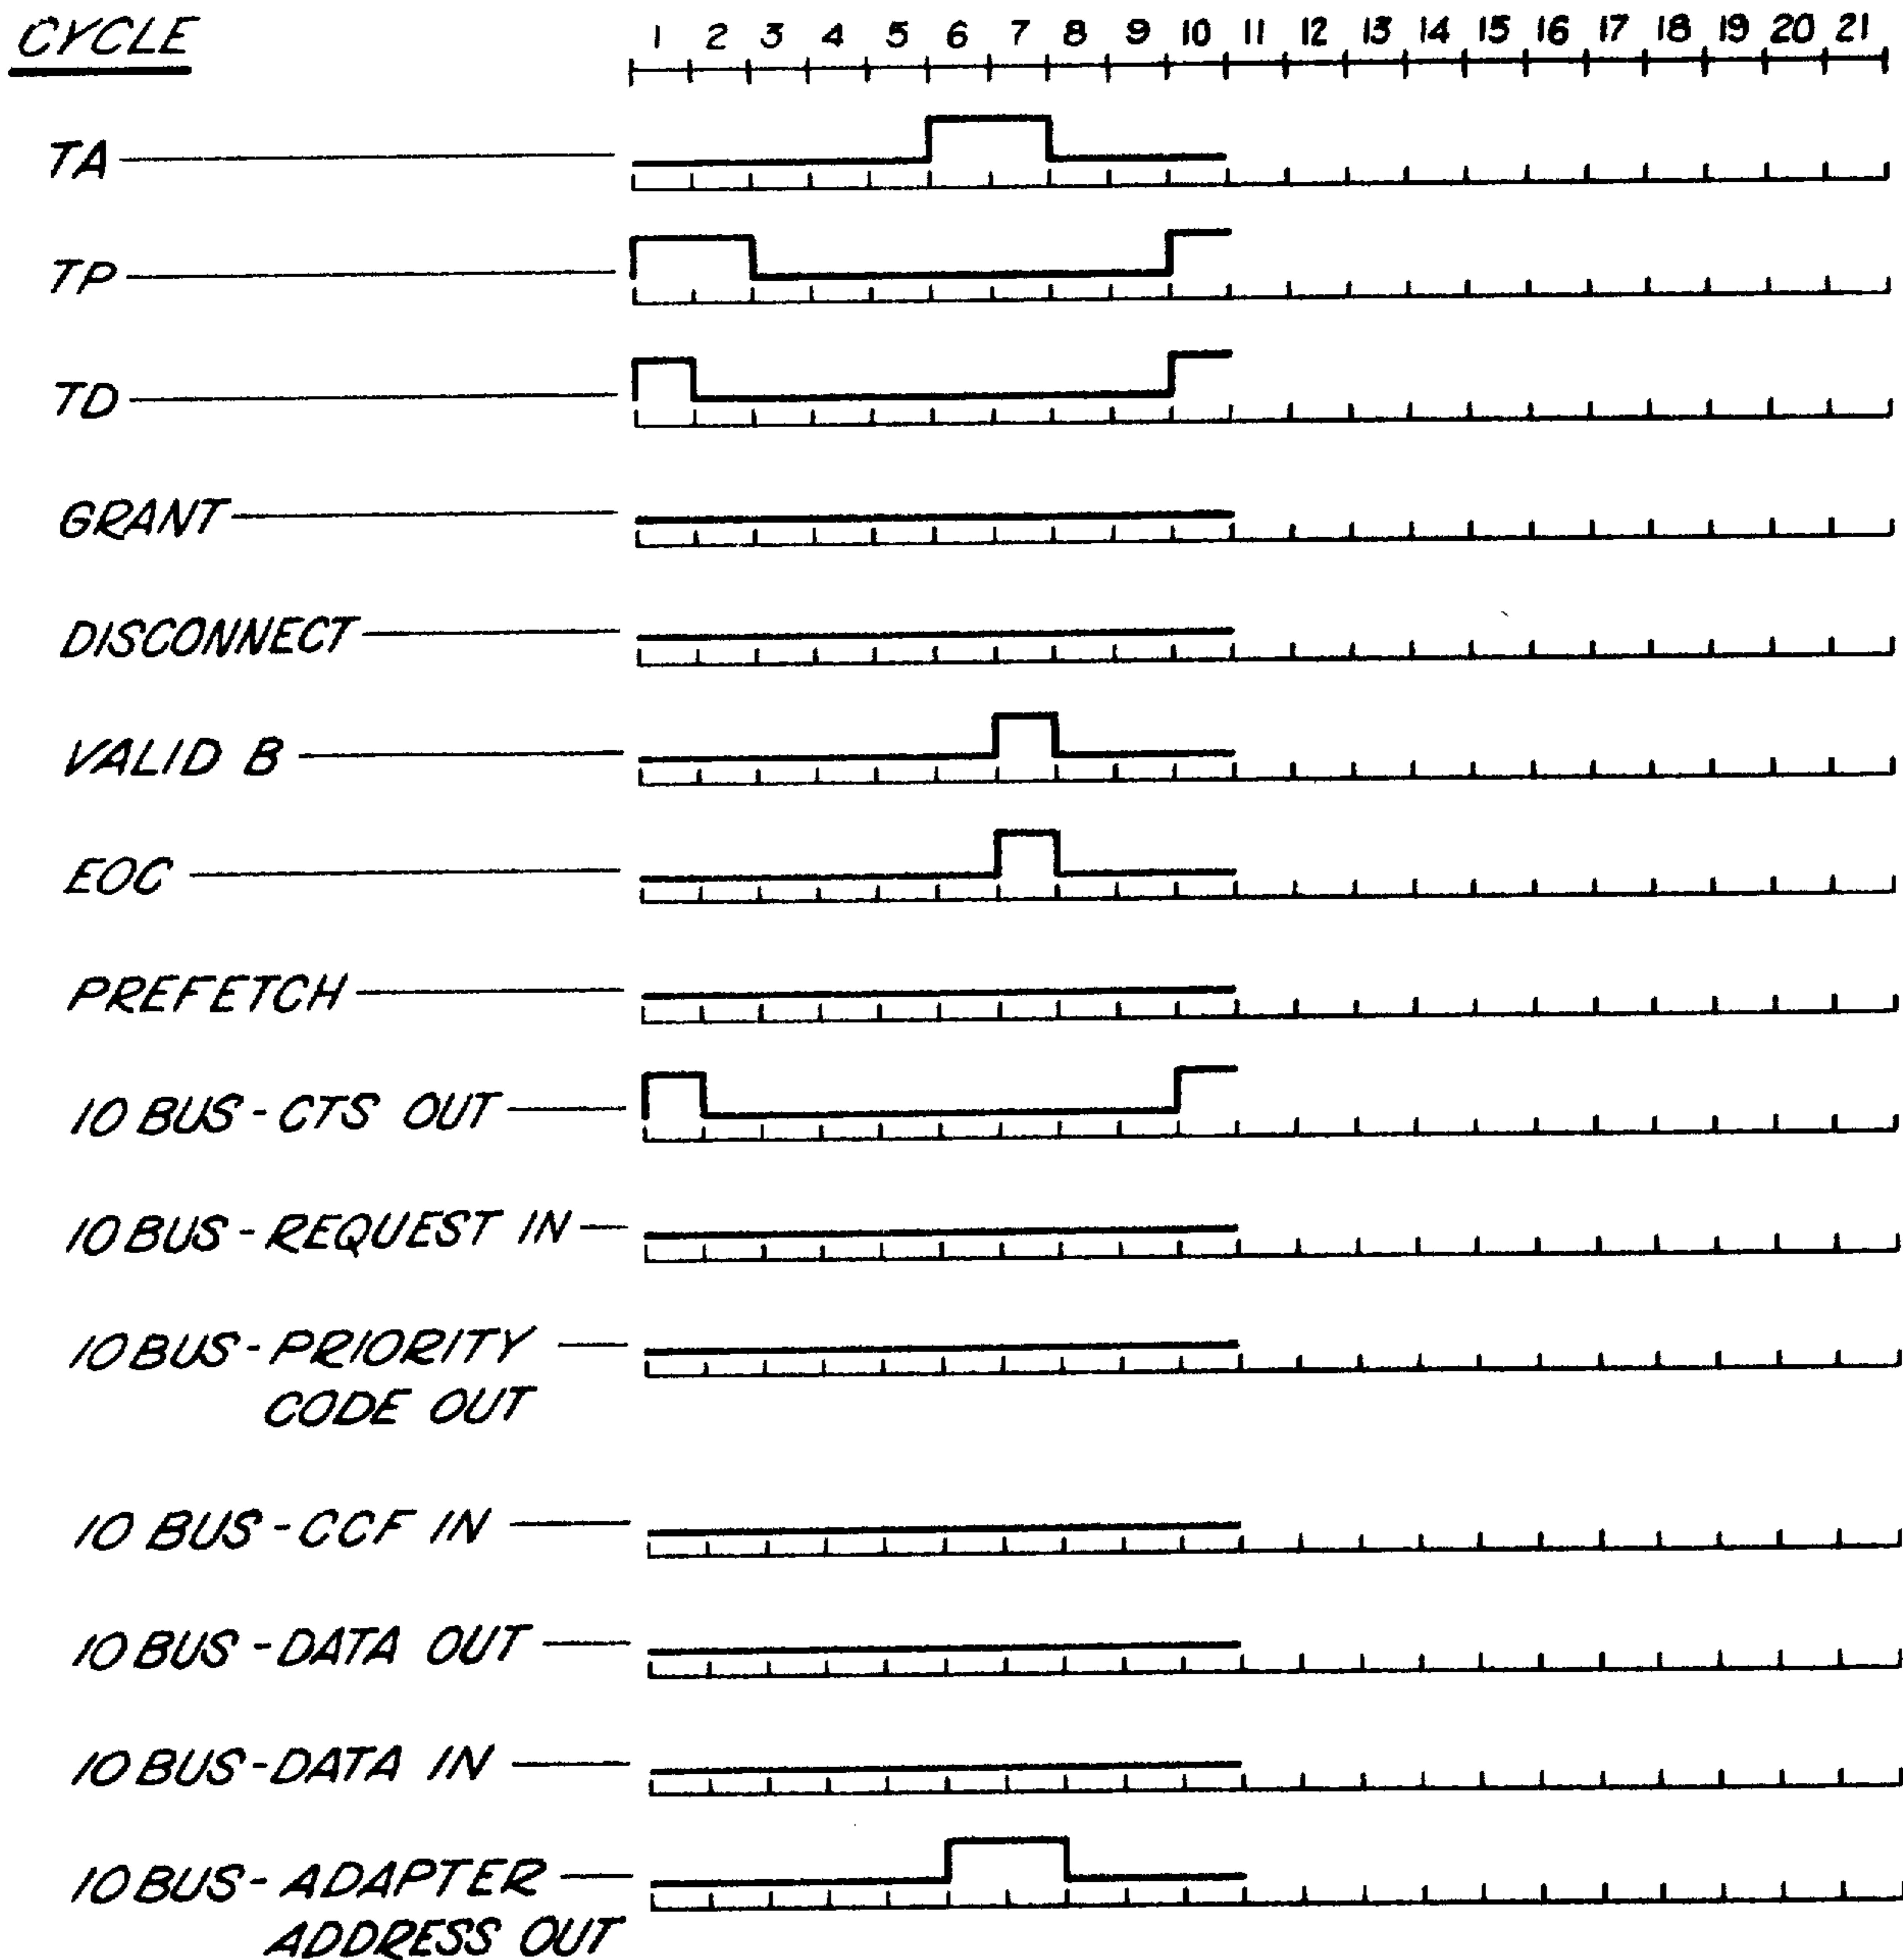 CYCLE 1 2 3 4 5 6 7 8 9 10 11 12 13 14 15 16 17 18 19 20 21
TA
TP
TD
GRANT
DISCONNECT
VALID B
EOC
PREFETCH
IO BUS - CTS OUT
IO BUS - REQUEST IN
IO BUS - PRIORITY
CODE OUT
IO BUS - CCF IN
IO BUS - DATA OUT
IO BUS - DATA IN
IO BUS - ADAPTER
ADDRESS OUT